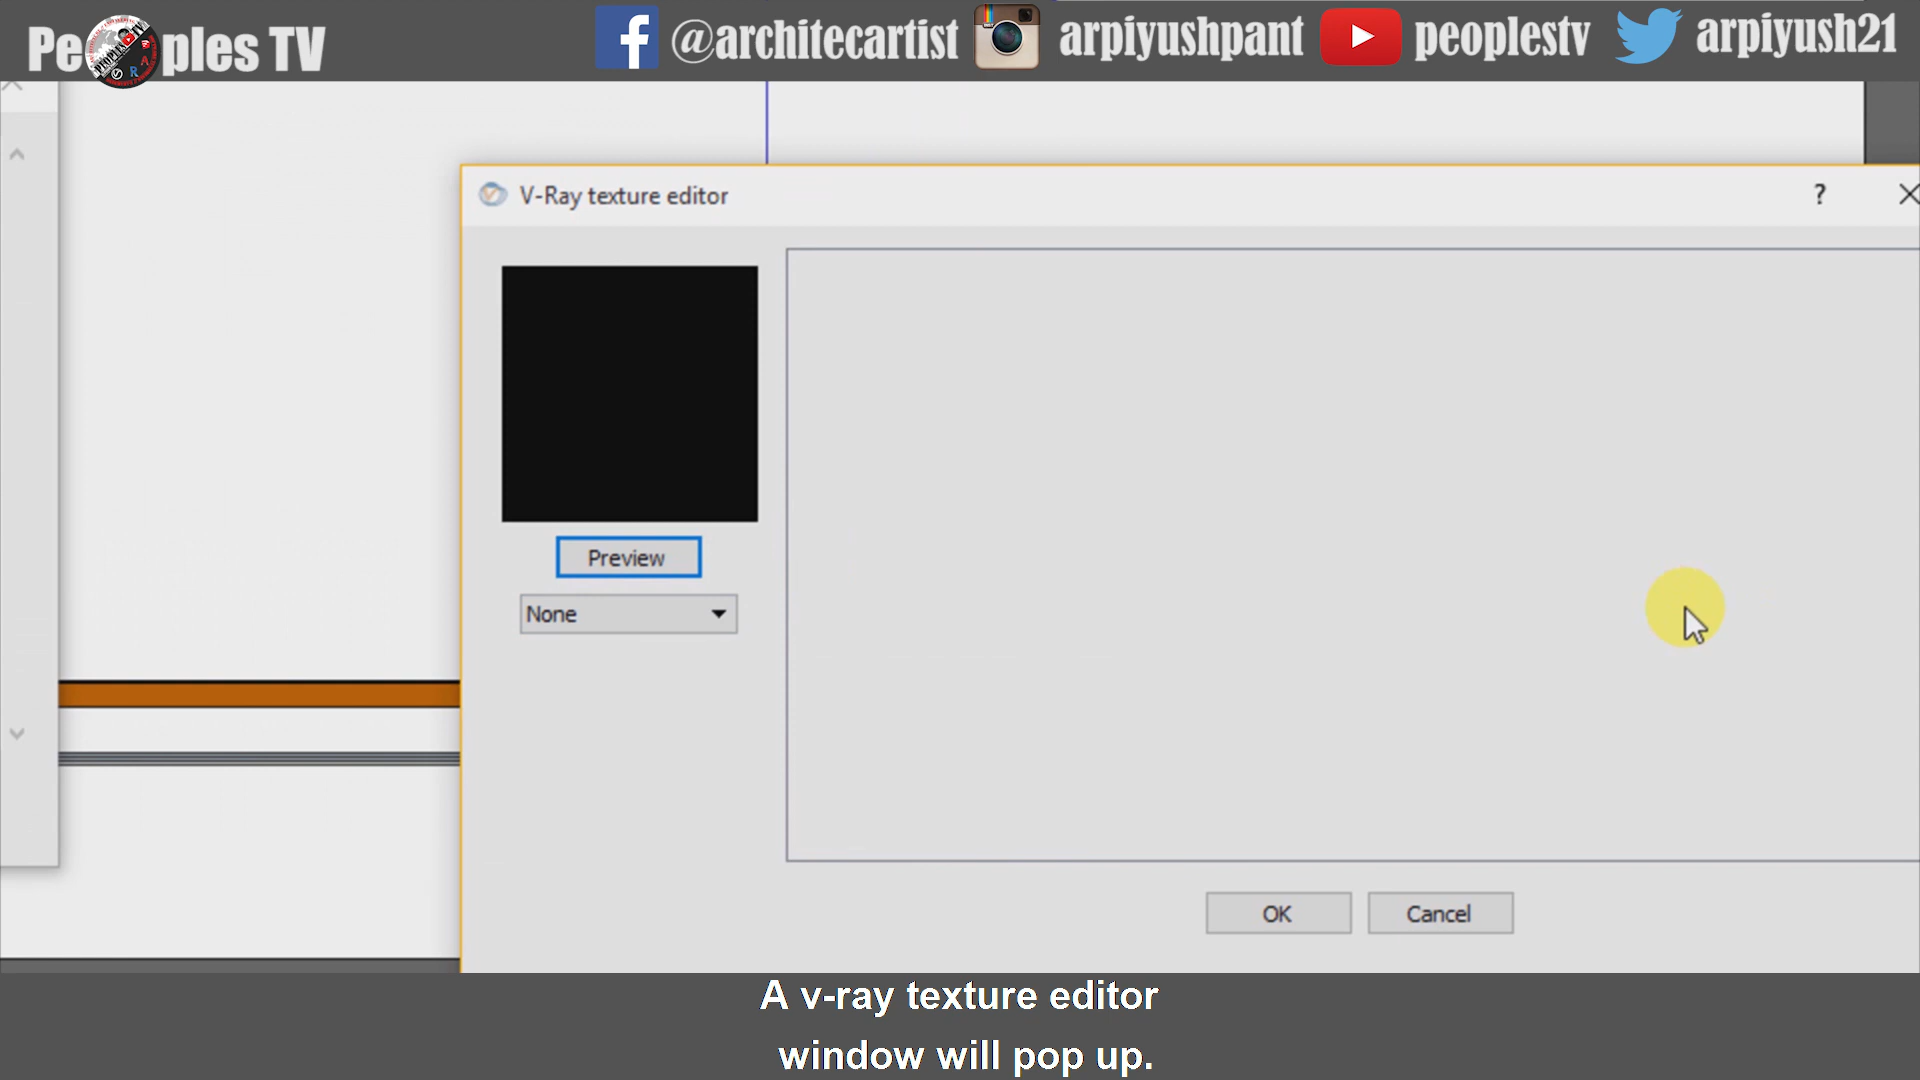 Peoples TV
@architecartist
arpiyushpant
peoplestv
arpiyush21
V-Ray texture editor
?
Preview
None
OK
Cancel
A v-ray texture editor
window will pop up.